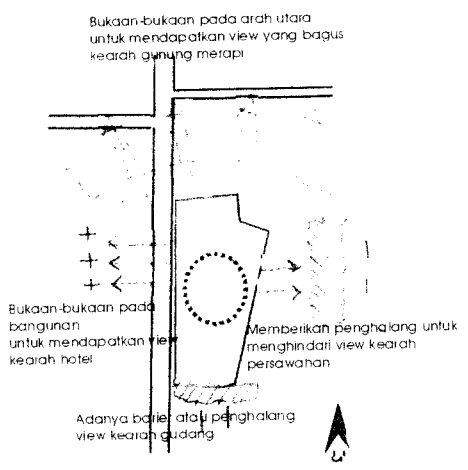 Bukaan-bukaan pada arah utara
untuk mendapatkan view yang bagus
kearah gunung merapi
Bukaan-bukaan pada
bangunan
untuk mendapatkan view
kearah hotel
Memberikan penghalang untuk
menghindari view kearah
persawahan
Adanya barier atau penghalang
view kearah gudang
U